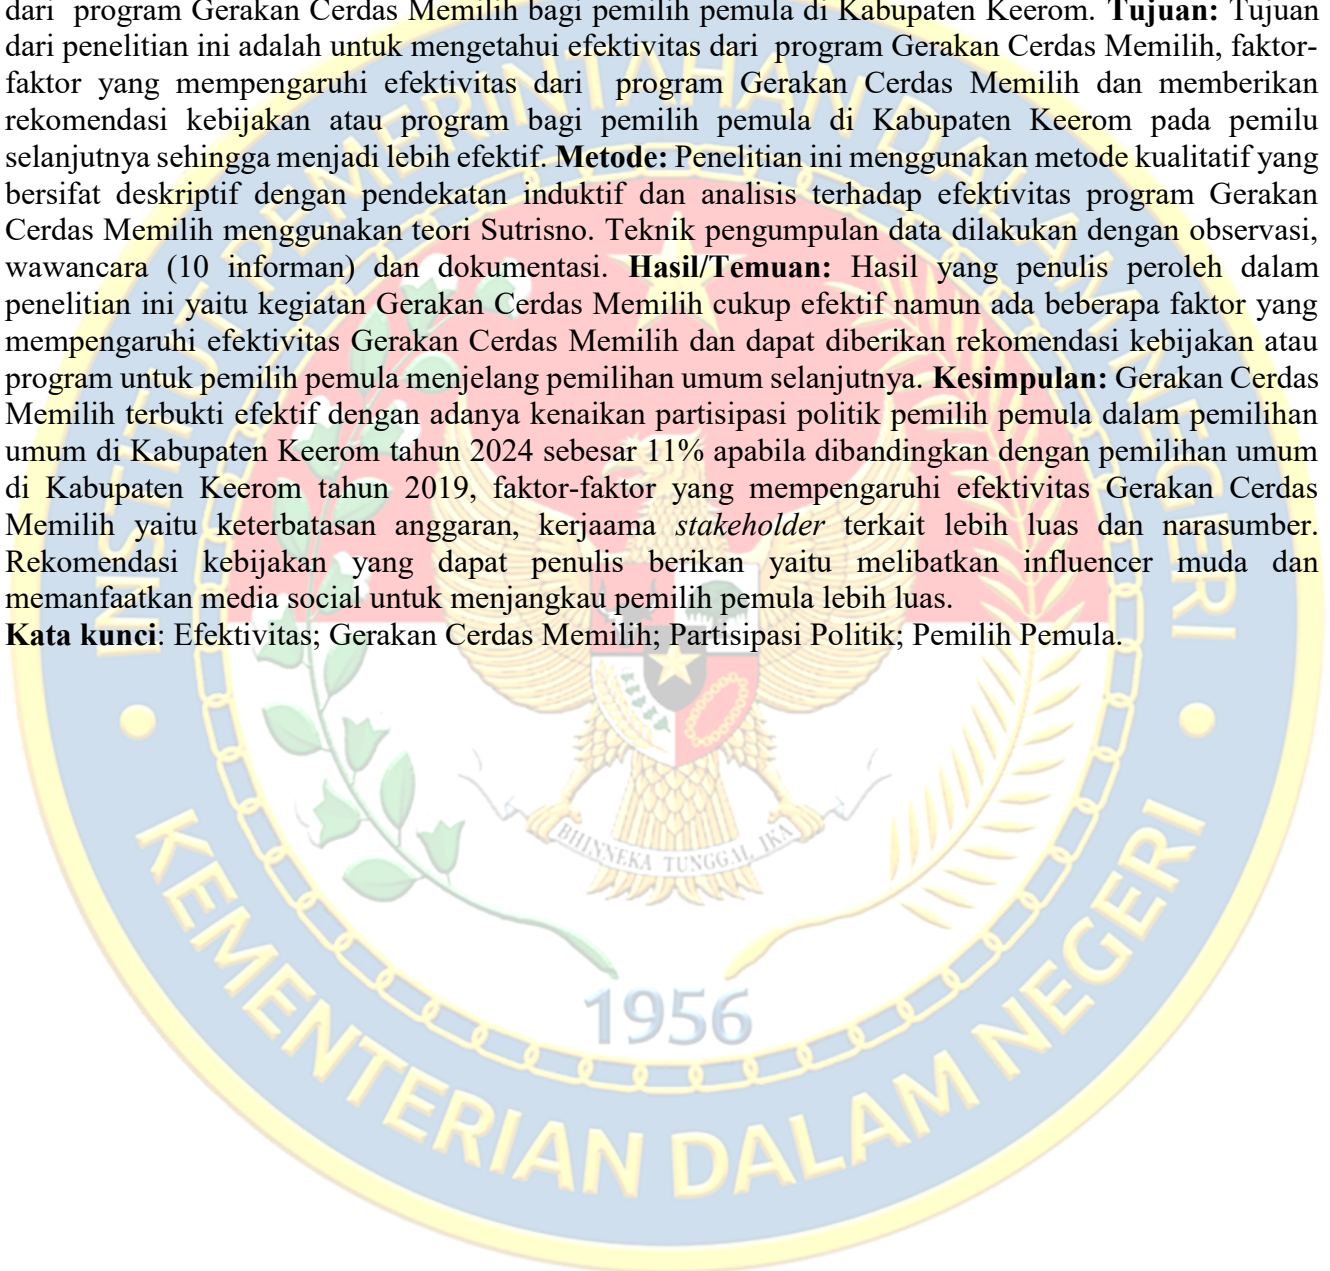 dari program Gerakan Cerdas Memilih bagi pemilih pemula di Kabupaten Keerom. Tujuan: Tujuan
dari penelitian ini adalah untuk mengetahui efektivitas dari program Gerakan Cerdas Memilih, faktor-
faktor yang mempengaruhi efektivitas dari program Gerakan Cerdas Memilih dan memberikan
rekomendasi kebijakan atau program bagi pemilih pemula di Kabupaten Keerom pada pemilu
selanjutnya sehingga menjadi lebih efektif. Metode: Penelitian ini menggunakan metode kualitatif yang
bersifat deskriptif dengan pendekatan induktif dan analisis terhadap efektivitas program Gerakan
Cerdas Memilih menggunakan teori Sutrisno. Teknik pengumpulan data dilakukan dengan observasi,
wawancara (10 informan) dan dokumentasi. Hasil/Temuan: Hasil yang penulis peroleh dalam
penelitian ini yaitu kegiatan Gerakan Cerdas Memilih cukup efektif namun ada beberapa faktor yang
mempengaruhi efektivitas Gerakan Cerdas Memilih dan dapat diberikan rekomendasi kebijakan atau
program untuk pemilih pemula menjelang pemilihan umum selanjutnya. Kesimpulan: Gerakan Cerdas
Memilih terbukti efektif dengan adanya kenaikan partisipasi politik pemilih pemula dalam pemilihan
umum di Kabupaten Keerom tahun 2024 sebesar 11% apabila dibandingkan dengan pemilihan umum
di Kabupaten Keerom tahun 2019, faktor-faktor yang mempengaruhi efektivitas Gerakan Cerdas
Memilih yaitu keterbatasan anggaran, kerjaama stakeholder terkait lebih luas dan narasumber.
Rekomendasi kebijakan yang dapat penulis berikan yaitu melibatkan influencer muda dan
memanfaatkan media social untuk menjangkau pemilih pemula lebih luas.
Kata kunci: Efektivitas; Gerakan Cerdas Memilih; Partisipasi Politik; Pemilih Pemula.
INSTITUT PEMERINTAHAN DALAM NEGERI
BHINNEKA TUNGGAL IKA
1956
KEMENTERIAN DALAM NEGERI